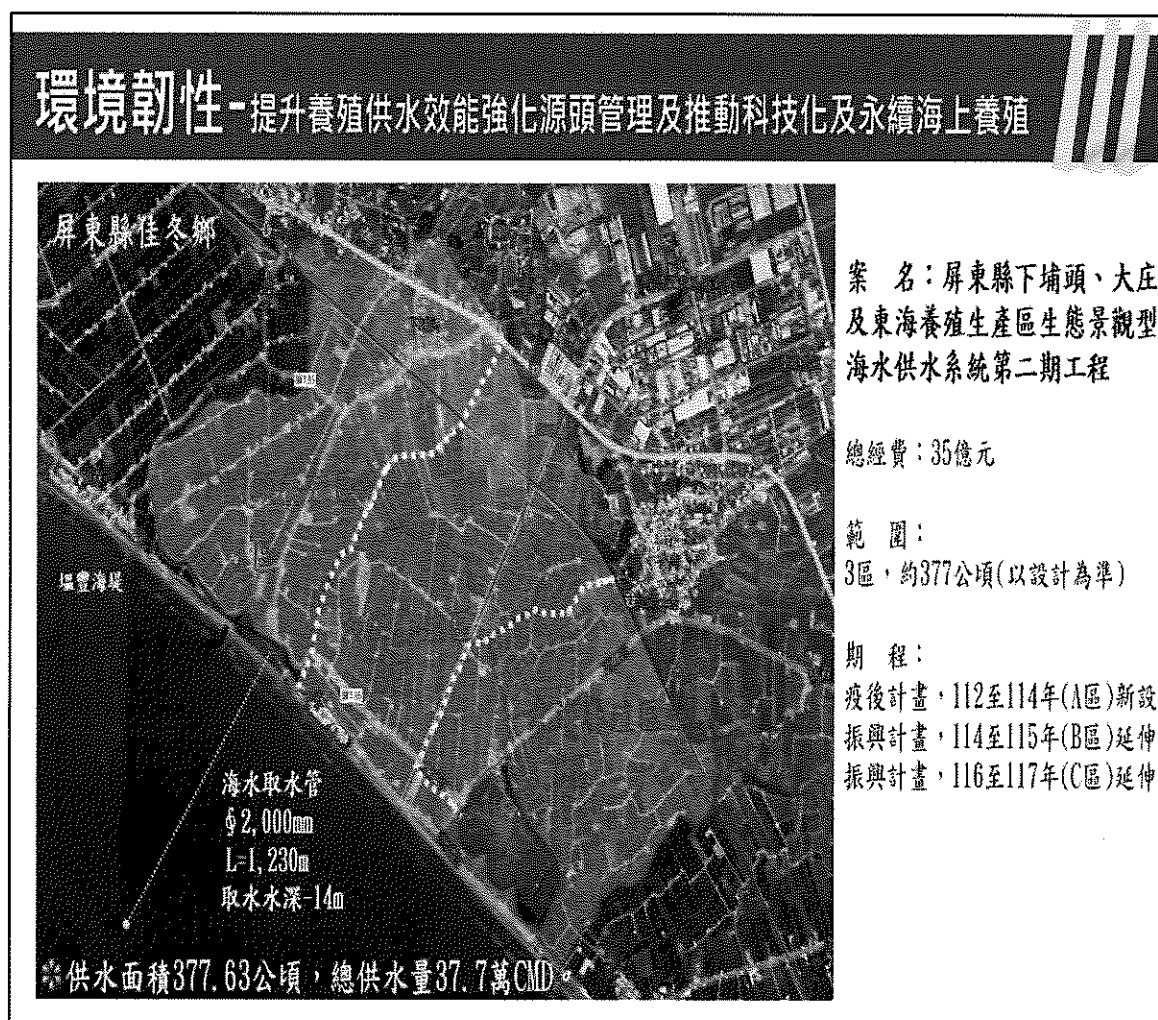 環境韌性-提升養殖供水效能強化源頭管理及推動科技化及永續海上養殖
屏東縣佳冬鄉
塭豐海堤
海水取水管
φ2,000mm
L=1,230m
取水水深-14m
※供水面積377.63公頃，總供水量37.7萬CMD。
案 名：屏東縣下埔頭、大庄
及東海養殖生產區生態景觀型
海水供水系統第二期工程
總經費：35億元
範 圍：
3區，約377公頃(以設計為準)
期 程：
疫後計畫，112至114年(A區)新設
振興計畫，114至115年(B區)延伸
振興計畫，116至117年(C區)延伸